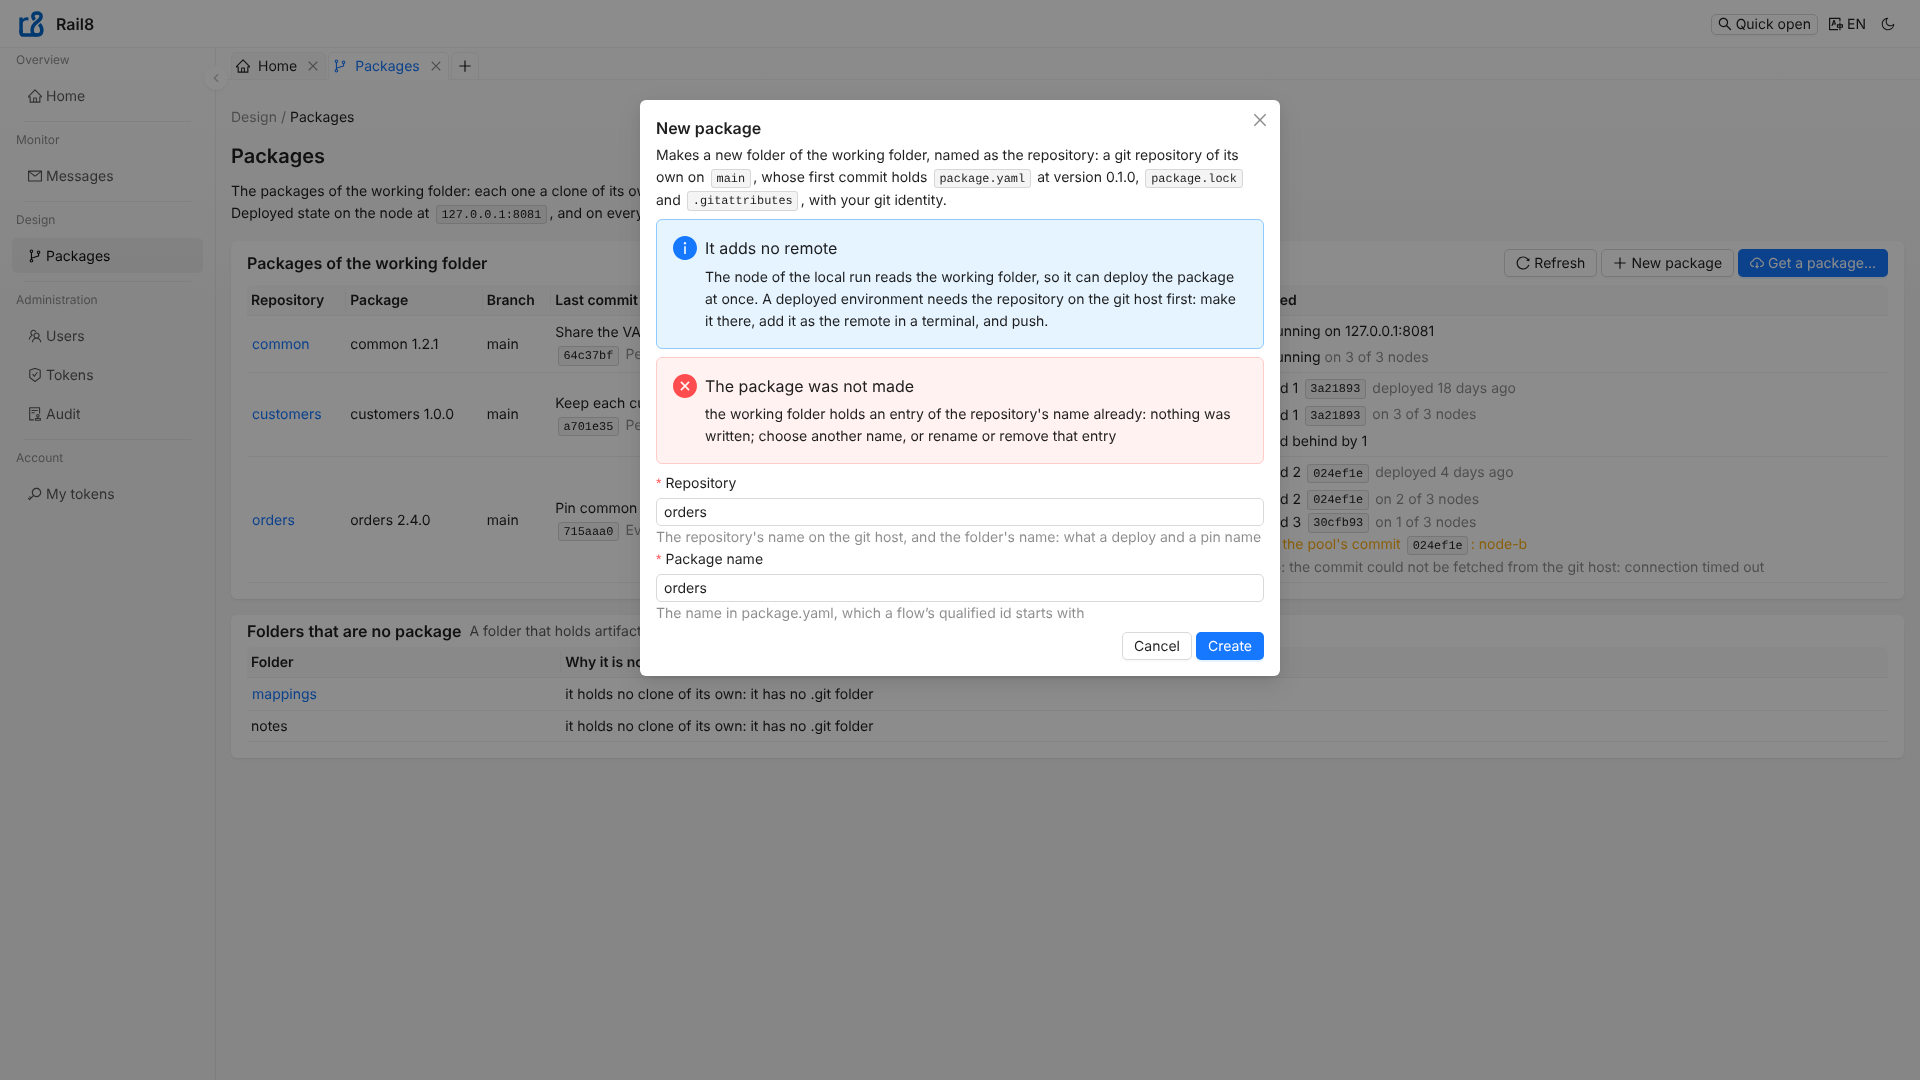 Rail8
Quick open
EN
Overview
Home
Monitor
Messages
Design
Packages
Administration
Users
Tokens
Audit
Account
My tokens
Home
Packages
Design / Packages
Packages
The packages of the working folder: each one a clone of its
Deployed state on the node at 127.0.0.1:8081, and on every
Packages of the working folder
Refresh
New package
Get a package...
Repository Package Branch Last commit
common common 1.2.1 main Share the
64c37bf
running on 127.0.0.1:8081
running on 3 of 3 nodes
customers customers 1.0.0 main Keep each
a701e35
1 3a21893 deployed 18 days ago
1 3a21893 on 3 of 3 nodes
behind by 1
orders orders 2.4.0 main Pin common
715aaa0
2 024ef1e deployed 4 days ago
2 024ef1e on 2 of 3 nodes
3 30cfb93 on 1 of 3 nodes
the pool's commit 024ef1e : node-b
: the commit could not be fetched from the git host: connection timed out
Folders that are no package A folder that holds
Folder Why it is
mappings it holds no clone of its own: it has no .git folder
notes it holds no clone of its own: it has no .git folder
New package
Makes a new folder of the working folder, named as the repository: a git repository of its
own on main, whose first commit holds package.yaml at version 0.1.0, package.lock
and .gitattributes, with your git identity.
It adds no remote
The node of the local run reads the working folder, so it can deploy the package
at once. A deployed environment needs the repository on the git host first: make
it there, add it as the remote in a terminal, and push.
The package was not made
the working folder holds an entry of the repository's name already: nothing was
written; choose another name, or rename or remove that entry
* Repository
orders
The repository's name on the git host, and the folder's name: what a deploy and a pin name
* Package name
orders
The name in package.yaml, which a flow’s qualified id starts with
Cancel
Create